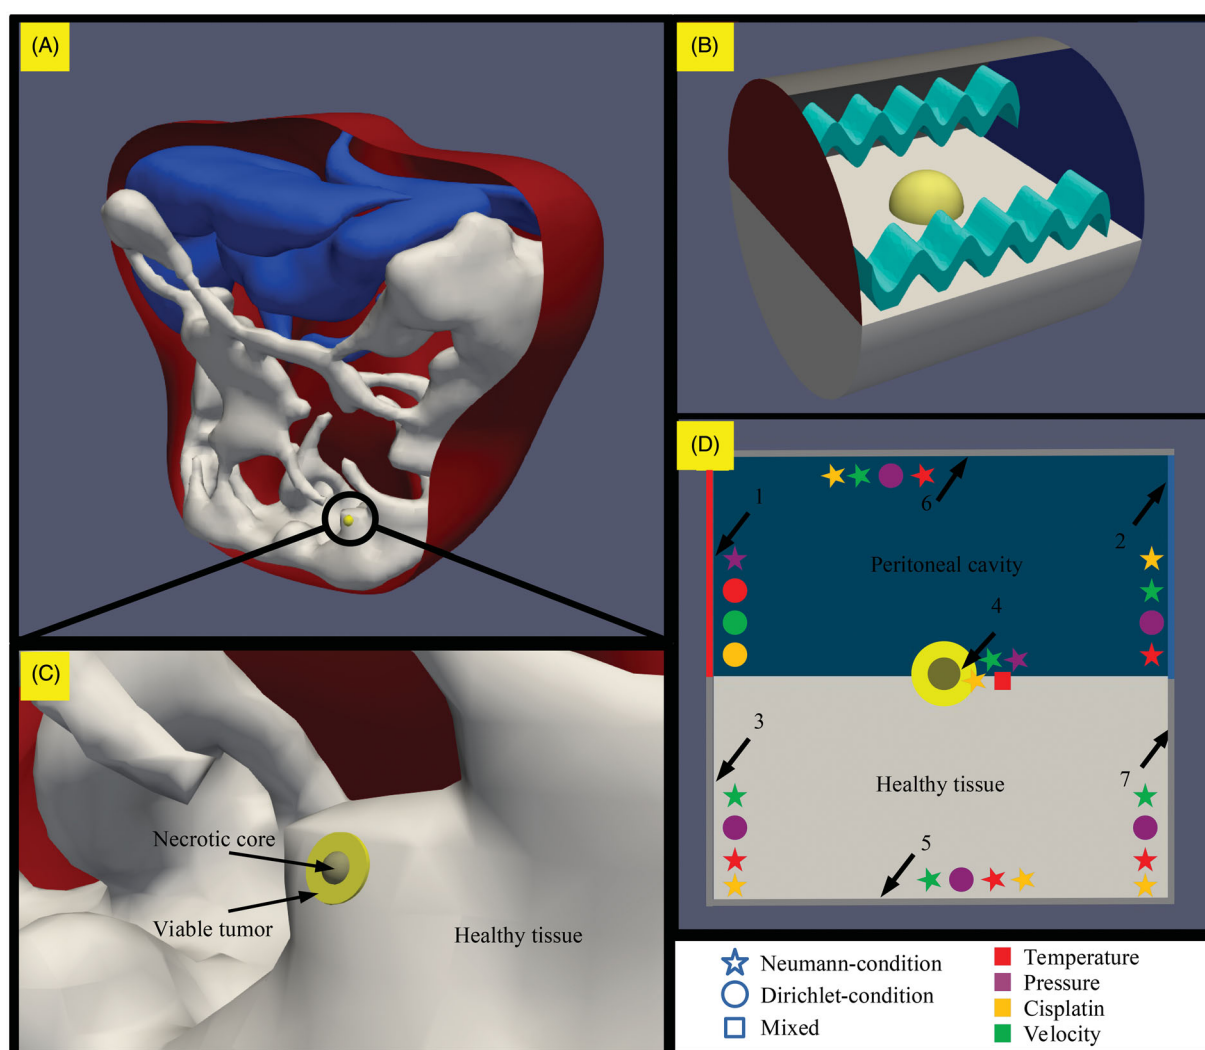 (A)
(B)
(C)
Necrotic core
Viable tumor
Healthy tissue
(D)
1
6
2
Peritoneal cavity
4
3
7
Healthy tissue
5
Neumann-condition
Dirichlet-condition
Mixed
Temperature
Pressure
Cisplatin
Velocity